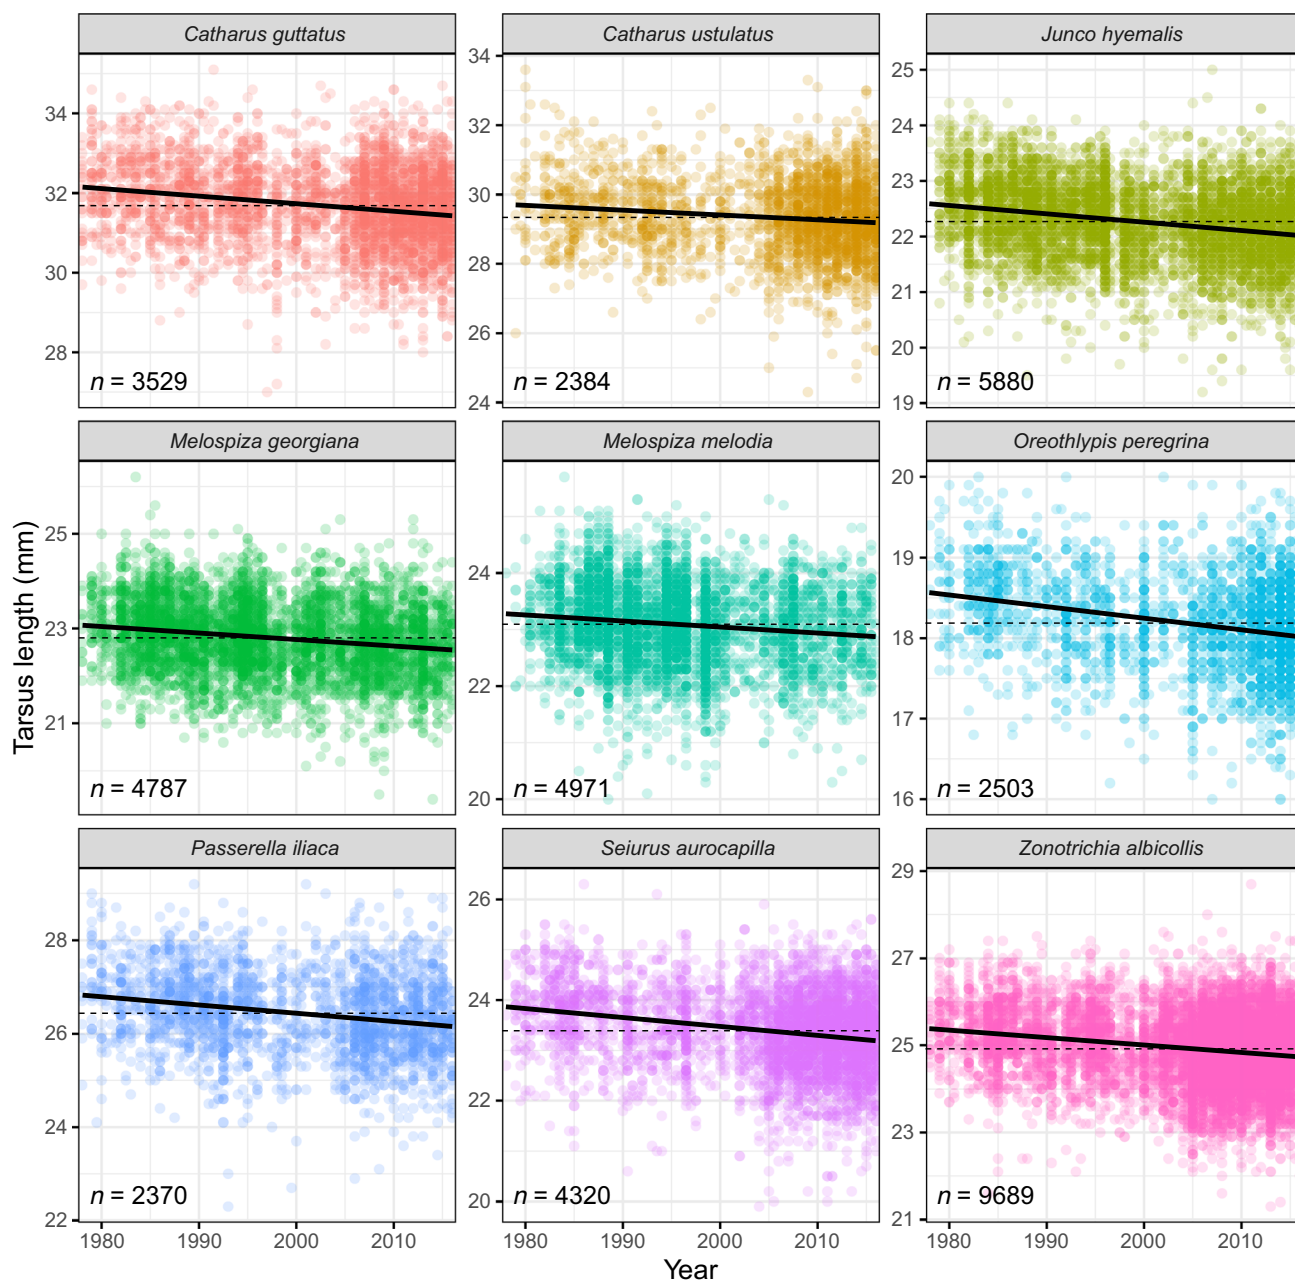 Catharus guttatus
Catharus ustulatus
Junco hyemalis
34
32
30
28
n = 3529
34
32
30
28
26
24
n = 2384
25
24
23
22
21
20
19
n = 5880
Melospiza georgiana
Melospiza melodia
Oreothlypis peregrina
Tarsus length (mm)
25
23
21
n = 4787
24
22
20
n = 4971
20
19
18
17
16
n = 2503
Passerella iliaca
Seiurus aurocapilla
Zonotrichia albicollis
28
26
24
22
n = 2370
26
24
22
20
n = 4320
29
27
25
23
21
n = 9689
1980 1990 2000 2010
1980 1990 2000 2010
1980 1990 2000 2010
Year